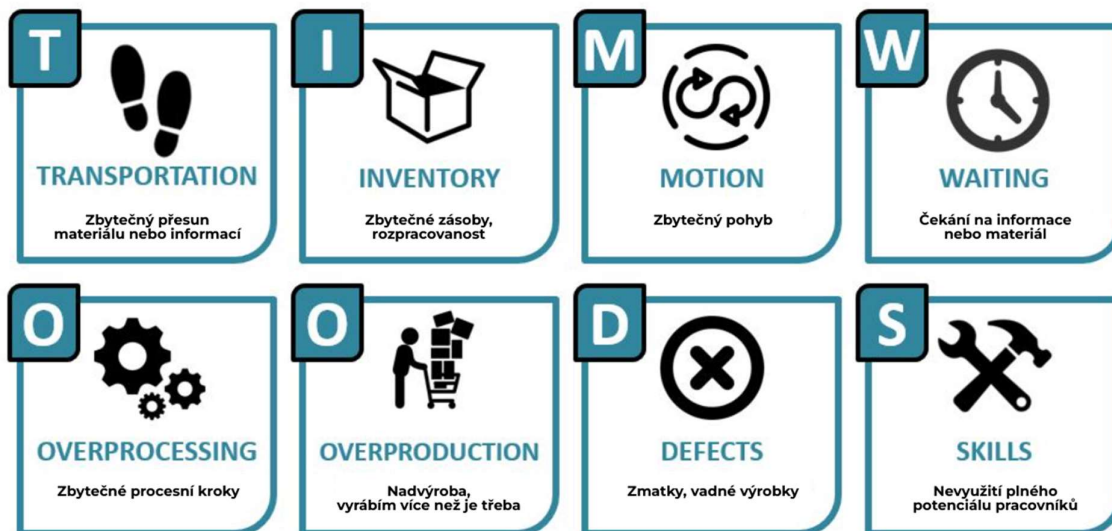 T
TRANSPORTATION
Zbytečný přesun
materiálu nebo informací
I
INVENTORY
Zbytečné zásoby,
rozpracovanost
M
MOTION
Zbytečný pohyb
W
WAITING
Čekání na informace
nebo materiál
O
OVERPROCESSING
Zbytečné procesní kroky
O
OVERPRODUCTION
Nadvýroba,
vyrábím více než je třeba
D
DEFECTS
Zmatky, vadné výrobky
S
SKILLS
Nevyužití plného
potenciálu pracovníků